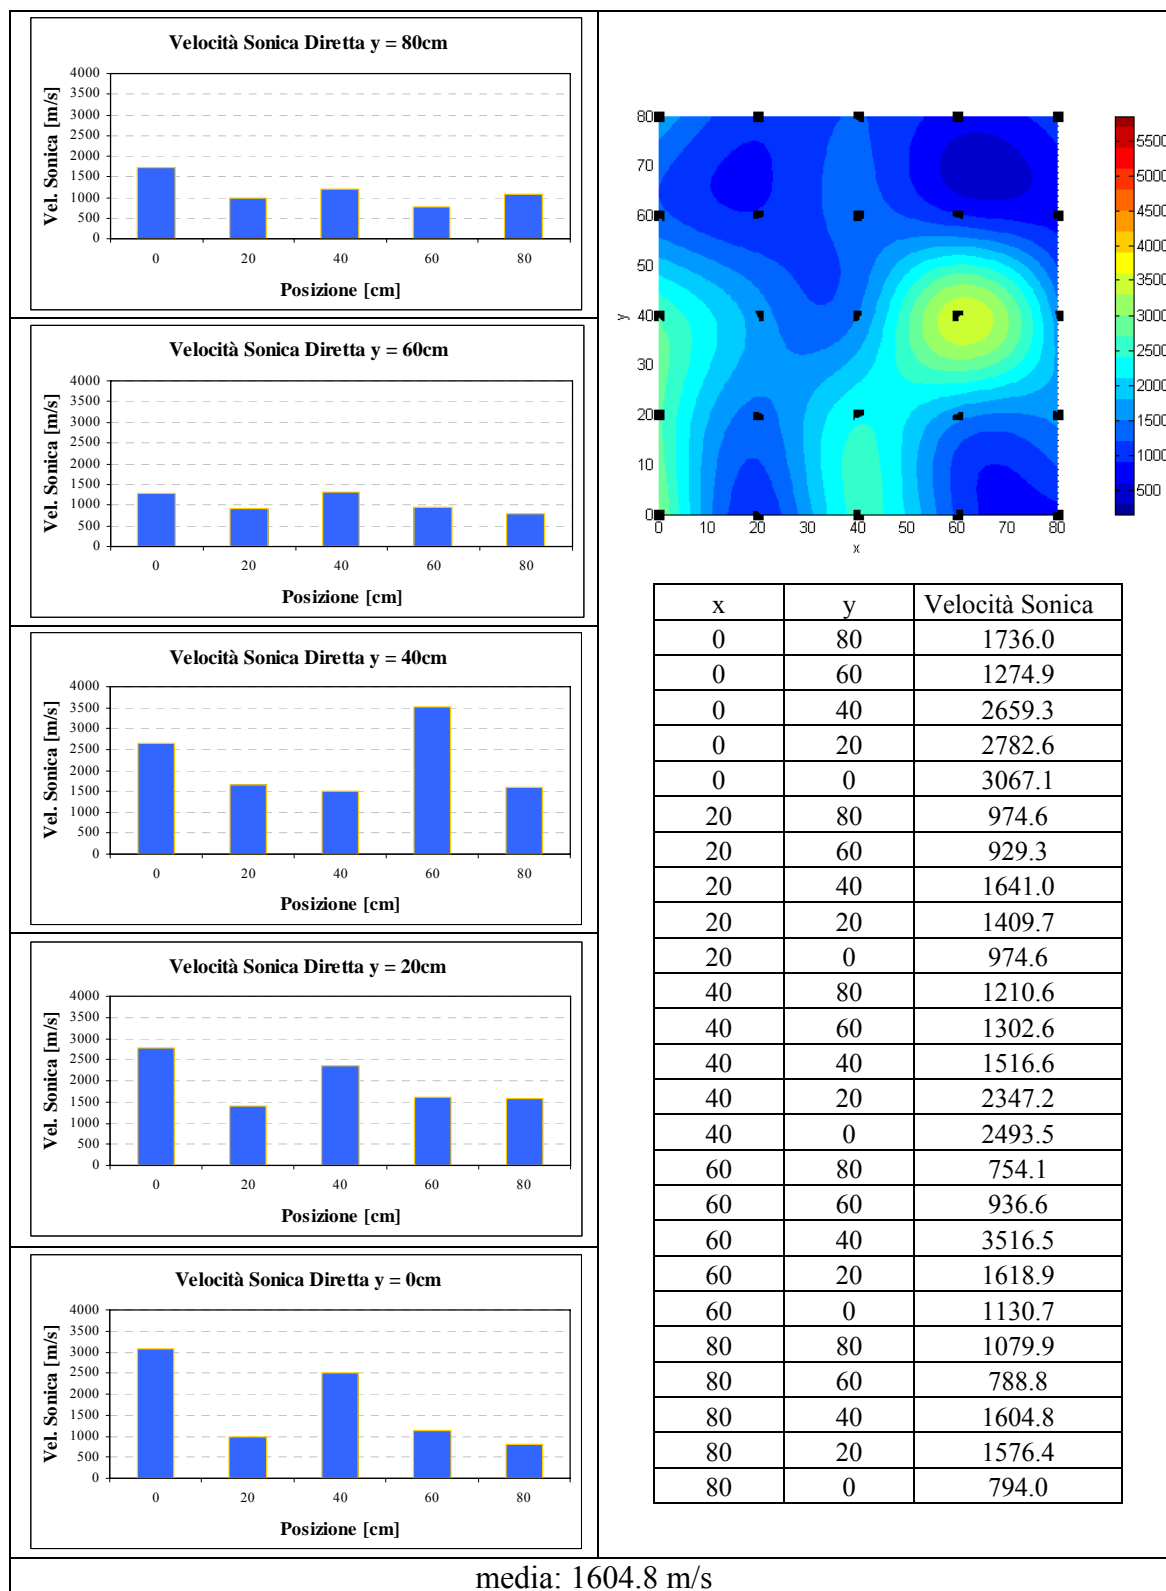 Velocità Sonica Diretta y = 80cm
Vel. Sonica [m/s]
4000
3500
3000
2500
2000
1500
1000
500
0
0 20 40 60 80
Posizione [cm]
Velocità Sonica Diretta y = 60cm
Vel. Sonica [m/s]
4000
3500
3000
2500
2000
1500
1000
500
0
0 20 40 60 80
Posizione [cm]
Velocità Sonica Diretta y = 40cm
Vel. Sonica [m/s]
4000
3500
3000
2500
2000
1500
1000
500
0
0 20 40 60 80
Posizione [cm]
Velocità Sonica Diretta y = 20cm
Vel. Sonica [m/s]
4000
3500
3000
2500
2000
1500
1000
500
0
0 20 40 60 80
Posizione [cm]
Velocità Sonica Diretta y = 0cm
Vel. Sonica [m/s]
4000
3500
3000
2500
2000
1500
1000
500
0
0 20 40 60 80
Posizione [cm]
80
70
60
50
40
30
20
10
0
y
0 10 20 30 40 50 60 70 80
x
5500
5000
4500
4000
3500
3000
2500
2000
1500
1000
500
x y Velocità Sonica
0 80 1736.0
0 60 1274.9
0 40 2659.3
0 20 2782.6
0 0 3067.1
20 80 974.6
20 60 929.3
20 40 1641.0
20 20 1409.7
20 0 974.6
40 80 1210.6
40 60 1302.6
40 40 1516.6
40 20 2347.2
40 0 2493.5
60 80 754.1
60 60 936.6
60 40 3516.5
60 20 1618.9
60 0 1130.7
80 80 1079.9
80 60 788.8
80 40 1604.8
80 20 1576.4
80 0 794.0
media: 1604.8 m/s